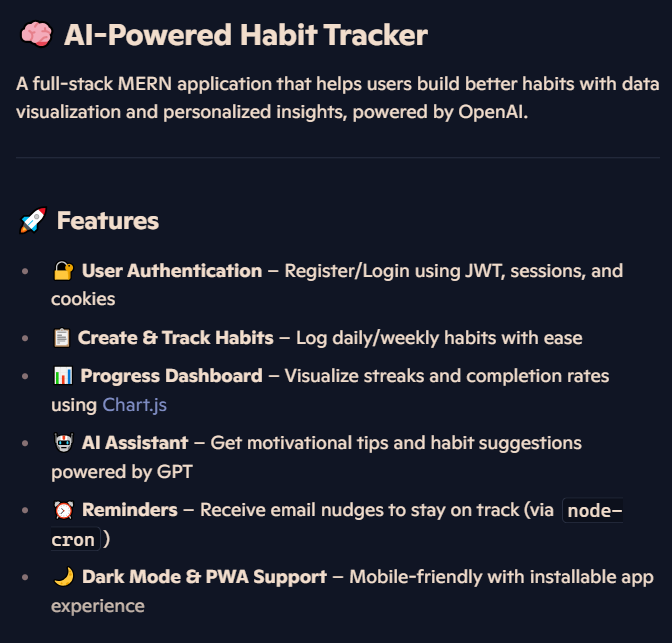 🧠 AI-Powered Habit Tracker
A full-stack MERN application that helps users build better habits with data
visualization and personalized insights, powered by OpenAI.
🚀 Features
• 🔐 User Authentication – Register/Login using JWT, sessions, and
cookies
• 📋 Create & Track Habits – Log daily/weekly habits with ease
• 📊 Progress Dashboard – Visualize streaks and completion rates
using Chart.js
• 🤖 AI Assistant – Get motivational tips and habit suggestions
powered by GPT
• ⏰ Reminders – Receive email nudges to stay on track (via node-
cron )
• 🌙 Dark Mode & PWA Support – Mobile-friendly with installable app
experience